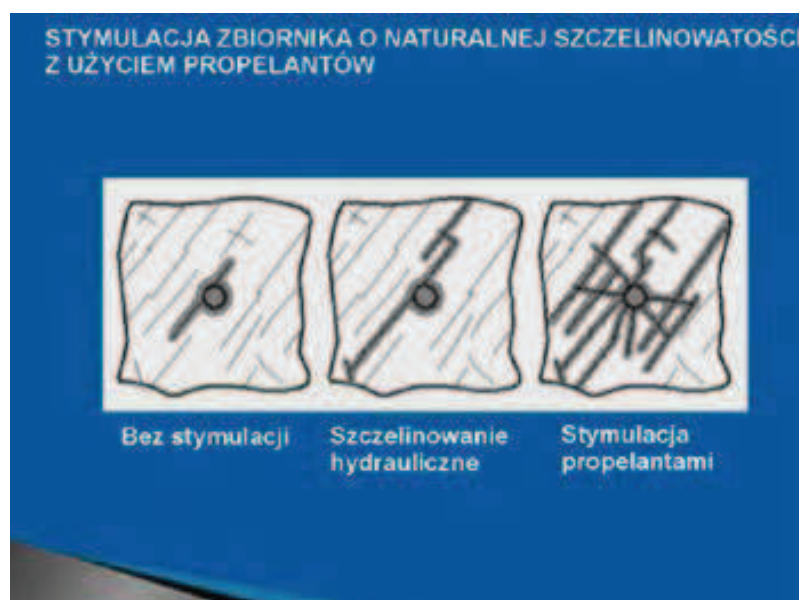 STYMULACJA ZBIORNIKA O NATURALNEJ SZCZELINOWATOŚCI
Z UŻYCIEM PROPELANTÓW
Bez stymulacji
Szczelinowanie
hydrauliczne
Stymulacja
propelantami